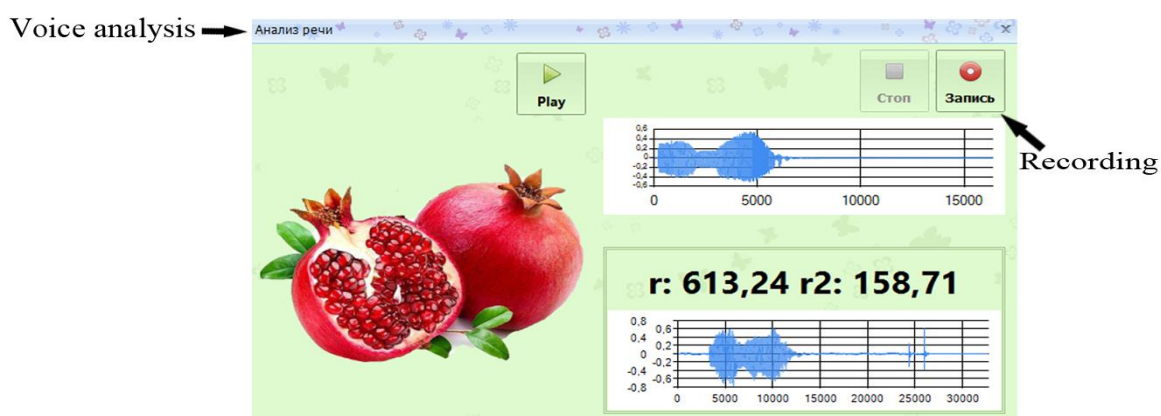 Voice analysis
Анализ речи
Play
Стоп
Запись
Recording
0,6
0,4
0,2
0
-0,2
-0,4
-0,6
0 5000 10000 15000
r: 613,24 r2: 158,71
0,8
0,6
0,4
0,2
0
-0,2
-0,4
-0,6
-0,8
0 5000 10000 15000 20000 25000 30000